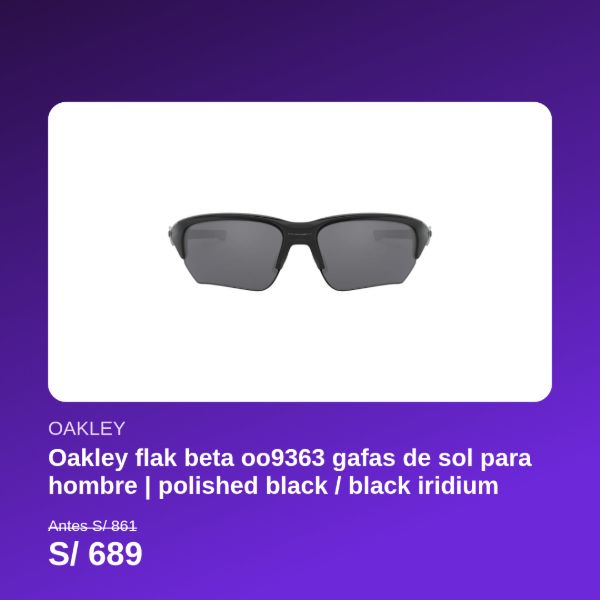 OAKLEY
Oakley flak beta oo9363 gafas de sol para
hombre | polished black / black iridium
Antes S/ 861
S/ 689